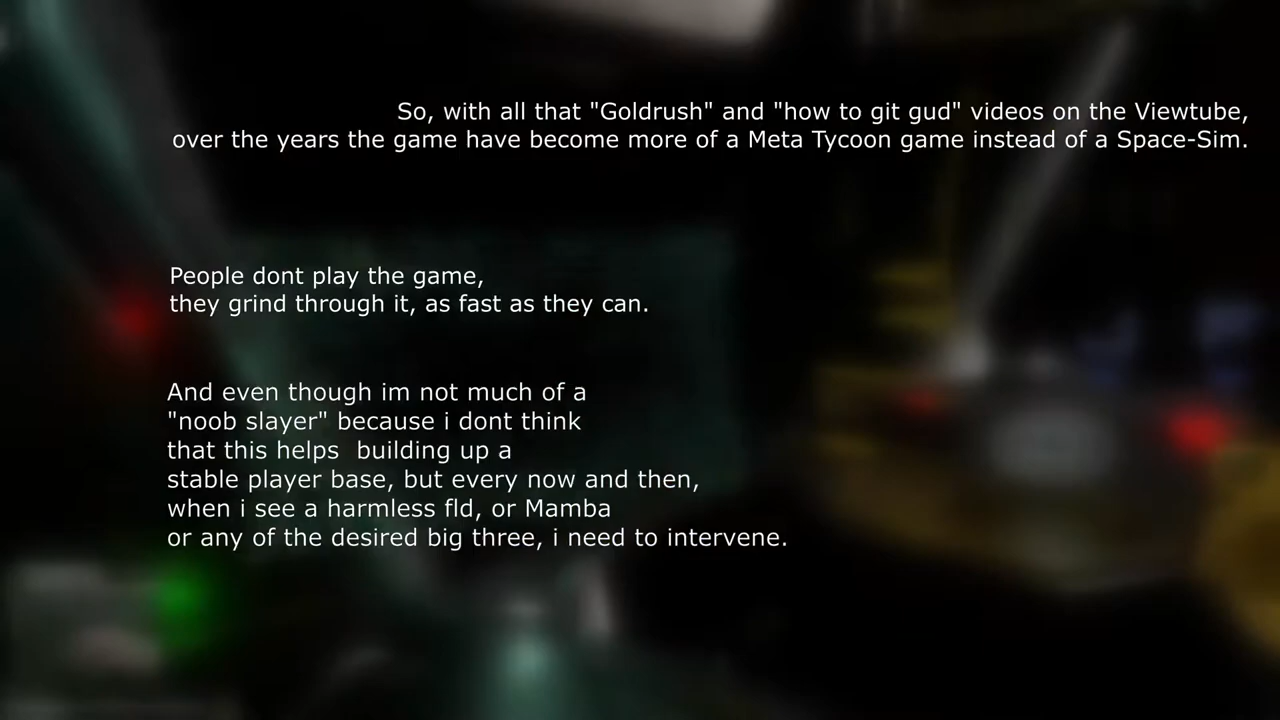 So, with all that "Goldrush" and "how to git gud" videos on the Viewtube,
over the years the game have become more of a Meta Tycoon game instead of a Space-Sim.
People dont play the game,
they grind through it, as fast as they can.
And even though im not much of a
"noob slayer" because i dont think
that this helps  building up a
stable player base, but every now and then,
when i see a harmless fld, or Mamba
or any of the desired big three, i need to intervene.